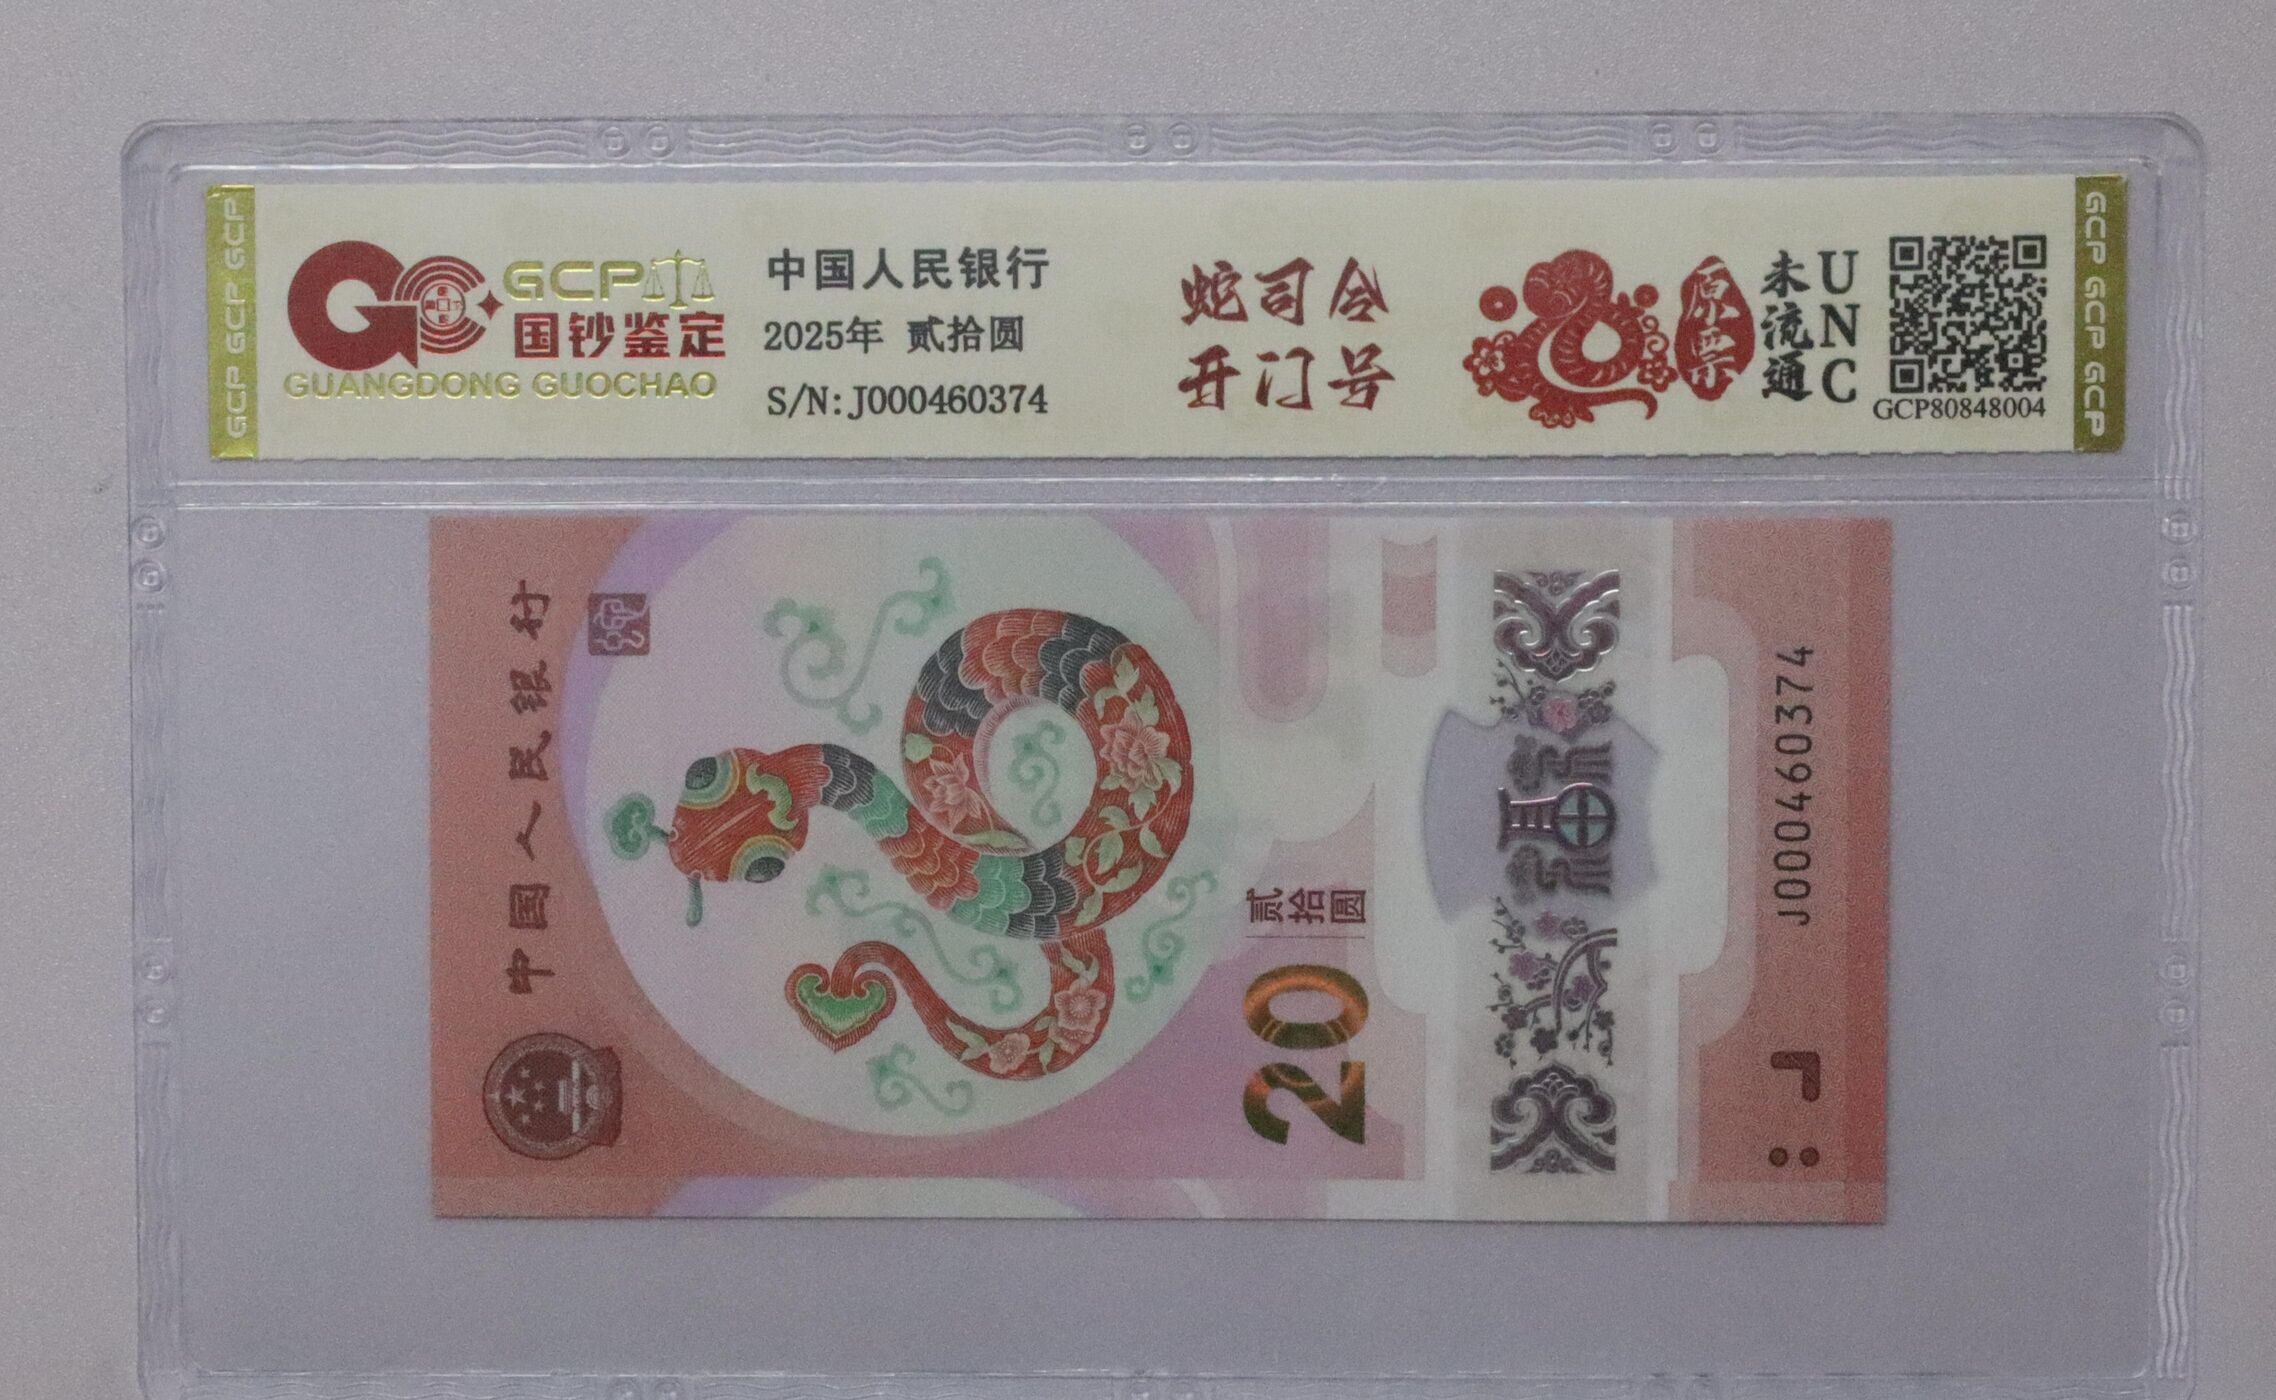 GCP GCP GCP
GCP
国钞鉴定
GUANGDONG GUOCHAO
中国人民银行
2025年 贰拾圆
S/N:J000460374
蛇司令
开门号
原票
未流通
UNC
GCP80848004
GCP GCP GCP
中国人民银行
贰拾圆
20
福
J000460374